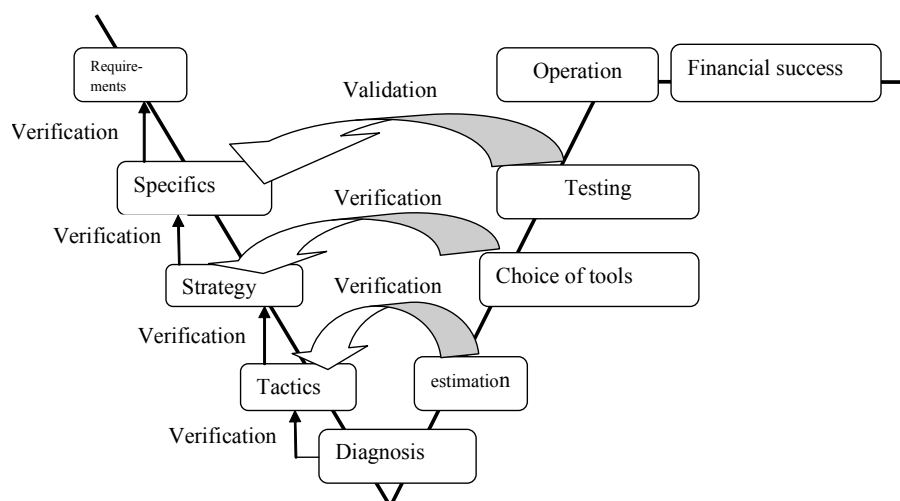 Require-
ments
Operation
Financial success
Validation
Verification
Specifics
Testing
Verification
Verification
Choice of tools
Strategy
Verification
Verification
Tactics
estimation
Verification
Diagnosis